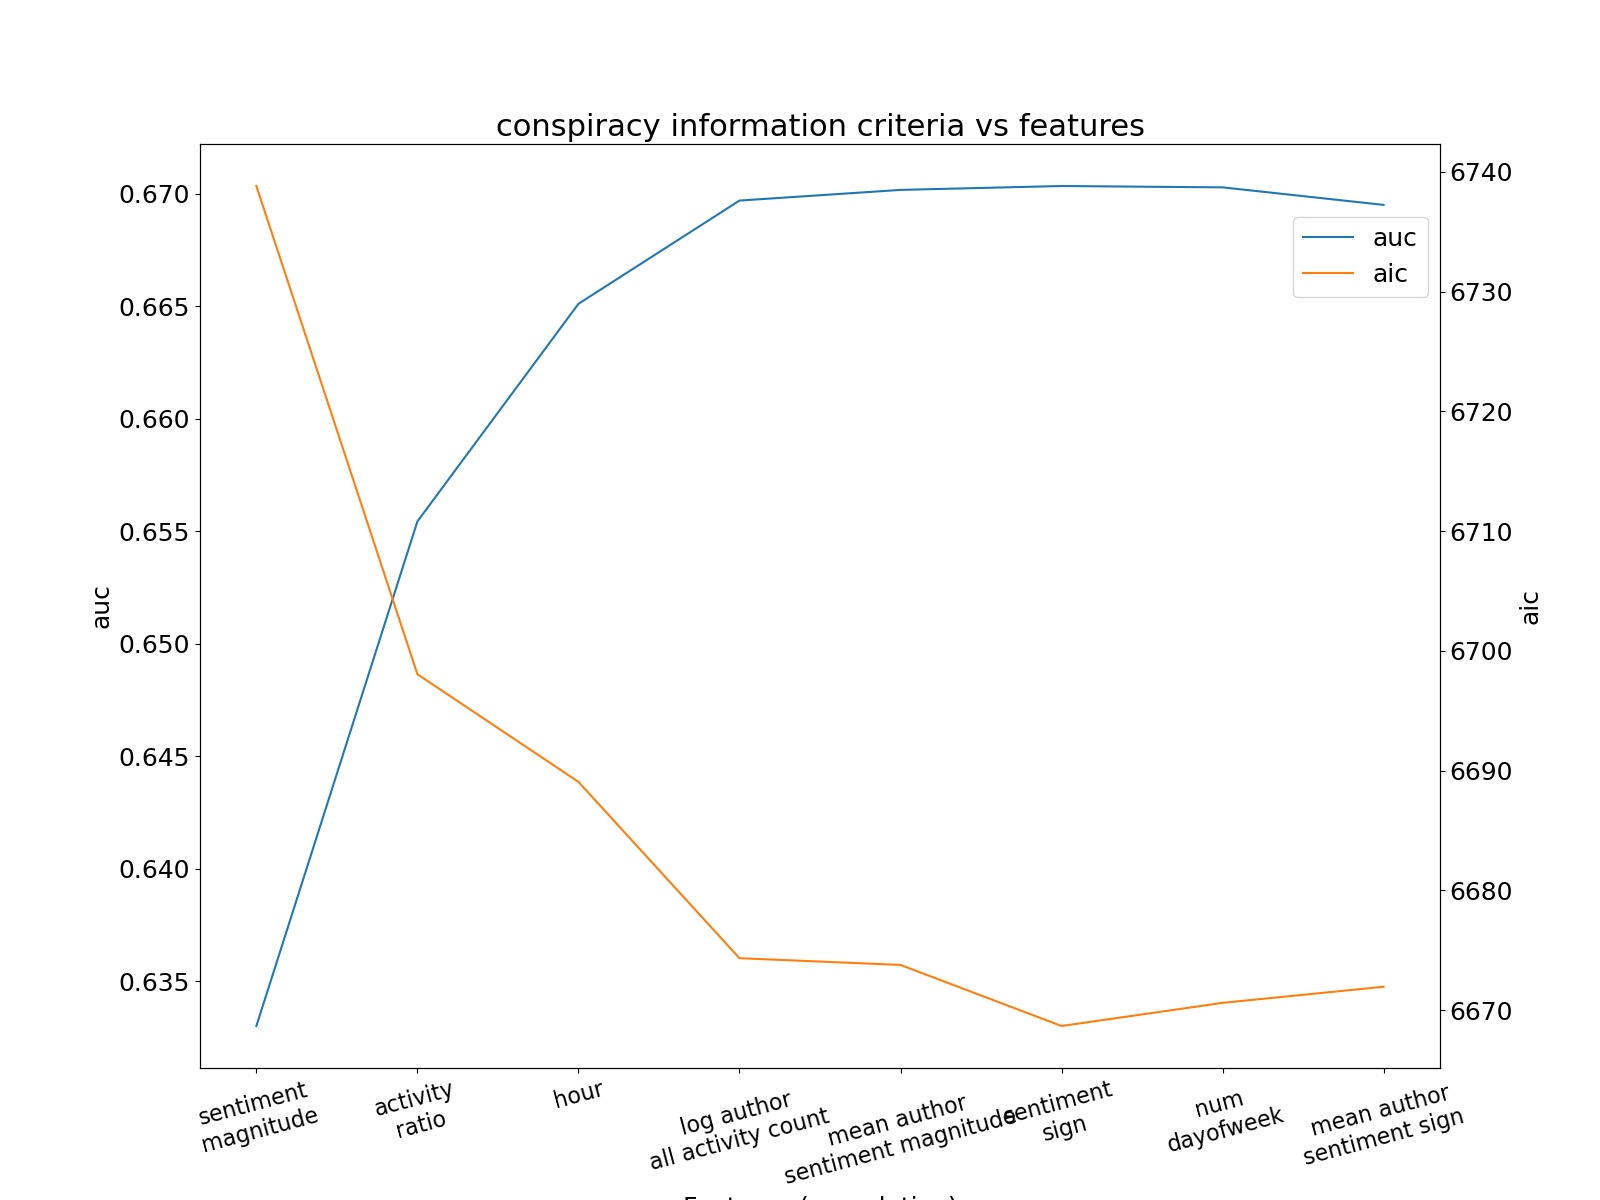 conspiracy information criteria vs features
0.670
0.665
0.660
0.655
0.650
0.645
0.640
0.635
auc
6740
6730
6720
6710
6700
6690
6680
6670
aic
auc
aic
sentiment
magnitude
activity
ratio
hour
log author
all activity count
mean author
sentiment magnitude
sentiment
sign
num
dayofweek
mean author
sentiment sign